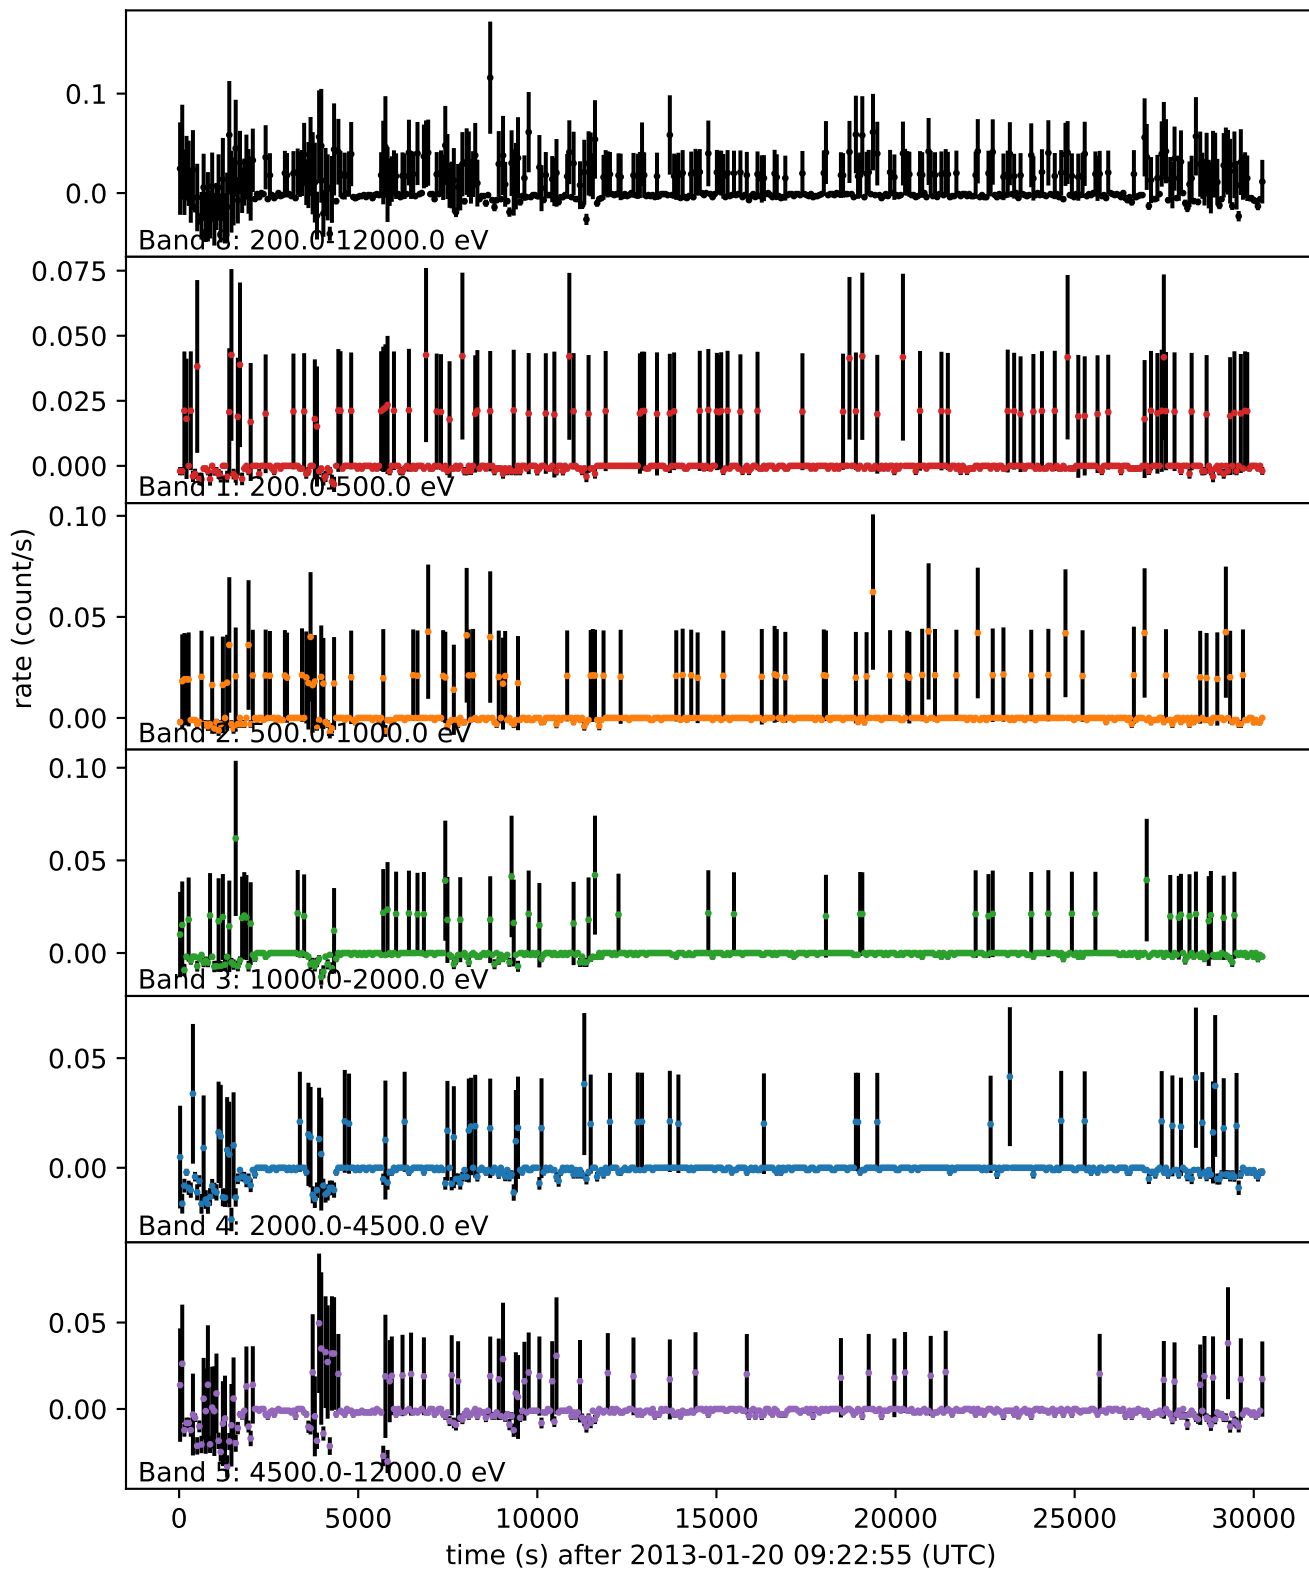 0.1
0.0
Band 8: 200.0-12000.0 eV
0.075
0.050
0.025
0.000
Band 1: 200.0-500.0 eV
0.10
0.05
0.00
Band 2: 500.0-1000.0 eV
rate (count/s)
0.10
0.05
0.00
Band 3: 1000.0-2000.0 eV
0.05
0.00
Band 4: 2000.0-4500.0 eV
0.05
0.00
Band 5: 4500.0-12000.0 eV
0 5000 10000 15000 20000 25000 30000
time (s) after 2013-01-20 09:22:55 (UTC)